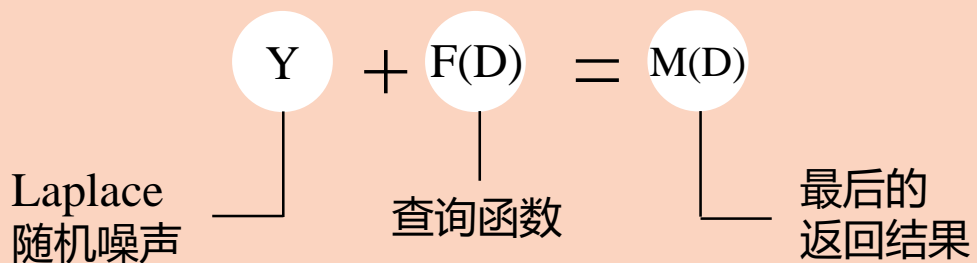 Y + F(D) = M(D)
Laplace
随机噪声
查询函数
最后的
返回结果